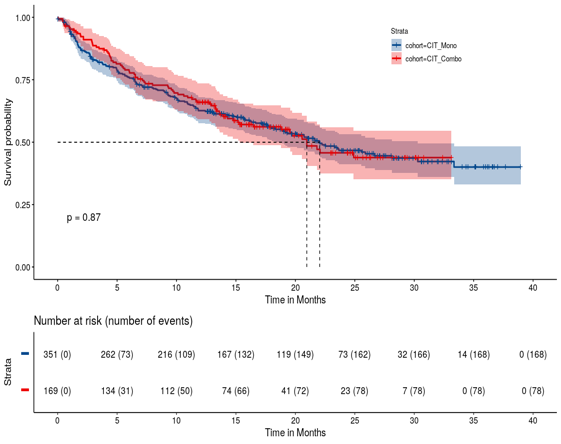 Strata
cohort=CIT_Mono
cohort=CIT_Combo
Survival probability
1.00
0.75
0.50
0.25
0.00
p = 0.87
0 5 10 15 20 25 30 35 40
Time in Months
Number at risk (number of events)
Strata
351 (0) 262 (73) 216 (109) 167 (132) 119 (149) 73 (162) 32 (166) 14 (168) 0 (168)
169 (0) 134 (31) 112 (50) 74 (66) 41 (72) 23 (78) 7 (78) 0 (78) 0 (78)
0 5 10 15 20 25 30 35 40
Time in Months